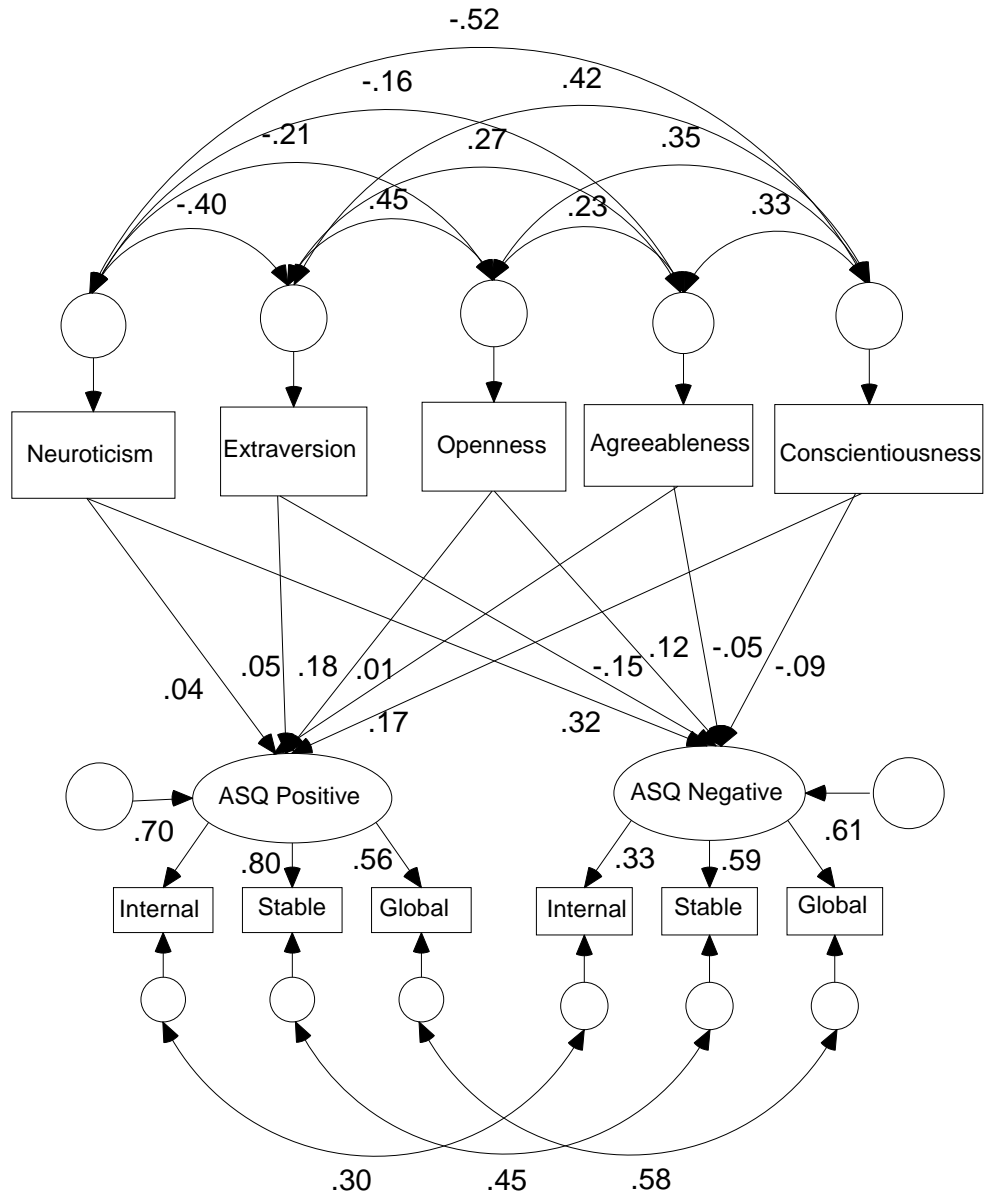 -.52
-.16
.42
-.21
.27
.35
-.40
.45
.23
.33
Neuroticism
Extraversion
Openness
Agreeableness
Conscientiousness
.04
.05
.18
.01
.17
.32
-.15
.12
-.05
-.09
ASQ Positive
ASQ Negative
.70
.80
.56
.33
.59
.61
Internal
Stable
Global
Internal
Stable
Global
.30
.45
.58